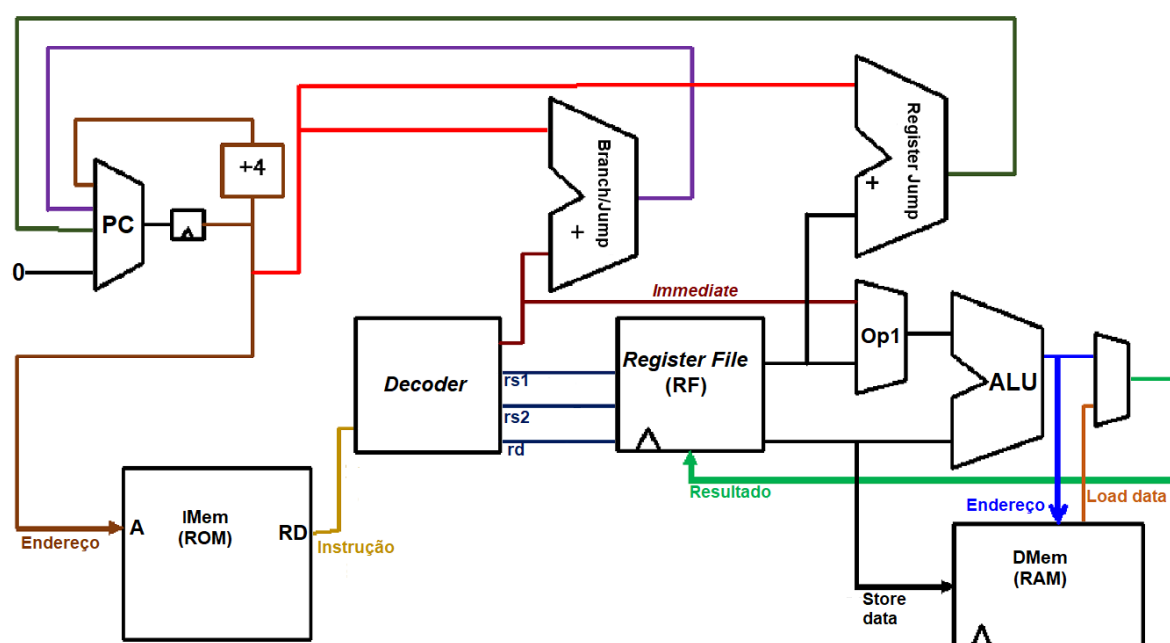 +4
PC
0
Branch/Jump
+
Register Jump
+
Immediate
Op1
Decoder
rs1
rs2
rd
Register File
(RF)
ALU
Resultado
Endereço
Load data
A
IMem
(ROM)
RD
Endereço
Instrução
DMem
(RAM)
Store
data